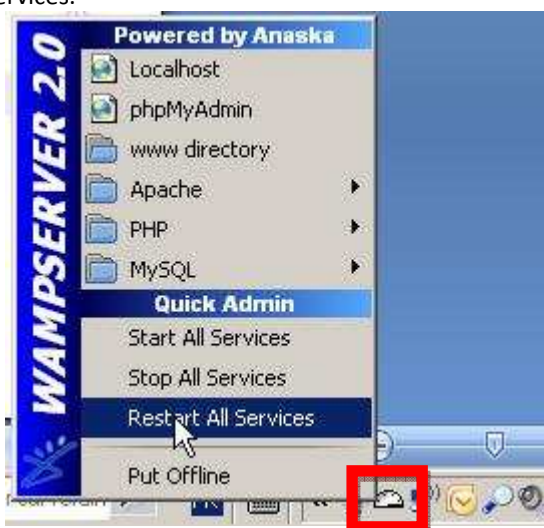 ervices.
Powered by Anaska
Localhost
phpMyAdmin
www directory
Apache
PHP
MySQL
Quick Admin
Start All Services
Stop All Services
Restart All Services
Put Offline
WAMPSERVER 2.0